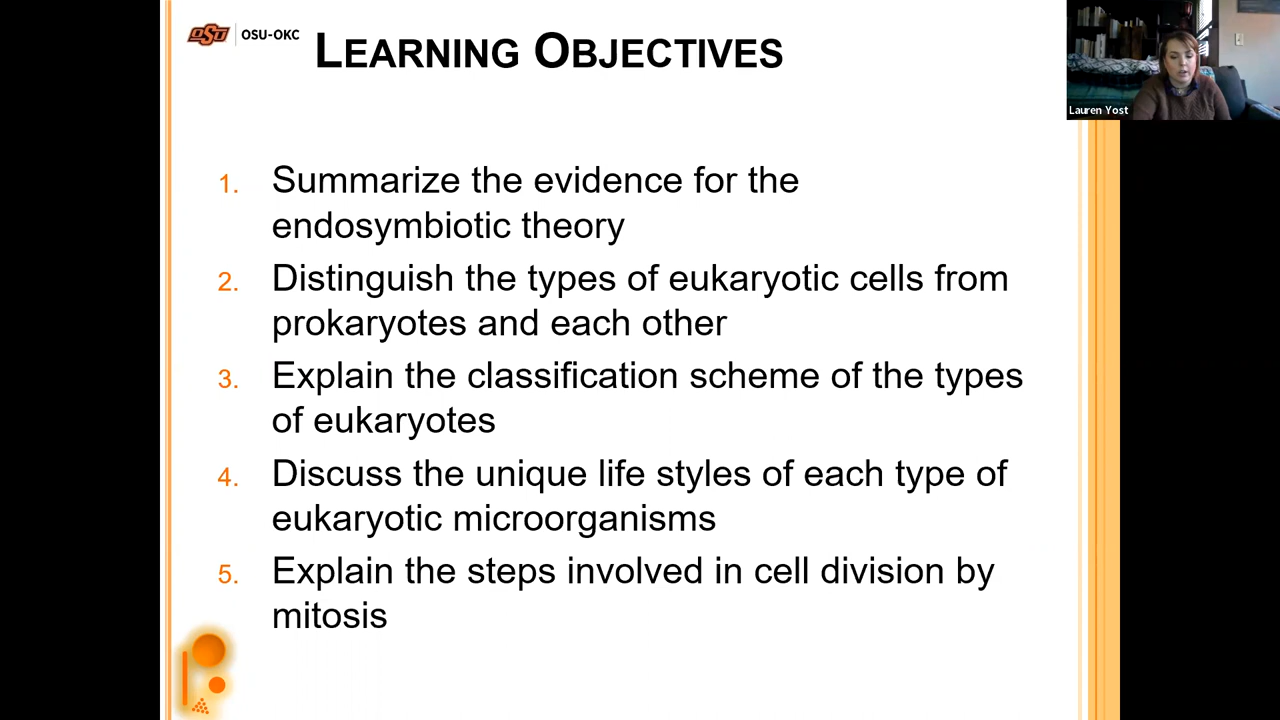 OSU OSU-OKC
LEARNING OBJECTIVES
Lauren Yost
1. Summarize the evidence for the
endosymbiotic theory
2. Distinguish the types of eukaryotic cells from
prokaryotes and each other
3. Explain the classification scheme of the types
of eukaryotes
4. Discuss the unique life styles of each type of
eukaryotic microorganisms
5. Explain the steps involved in cell division by
mitosis